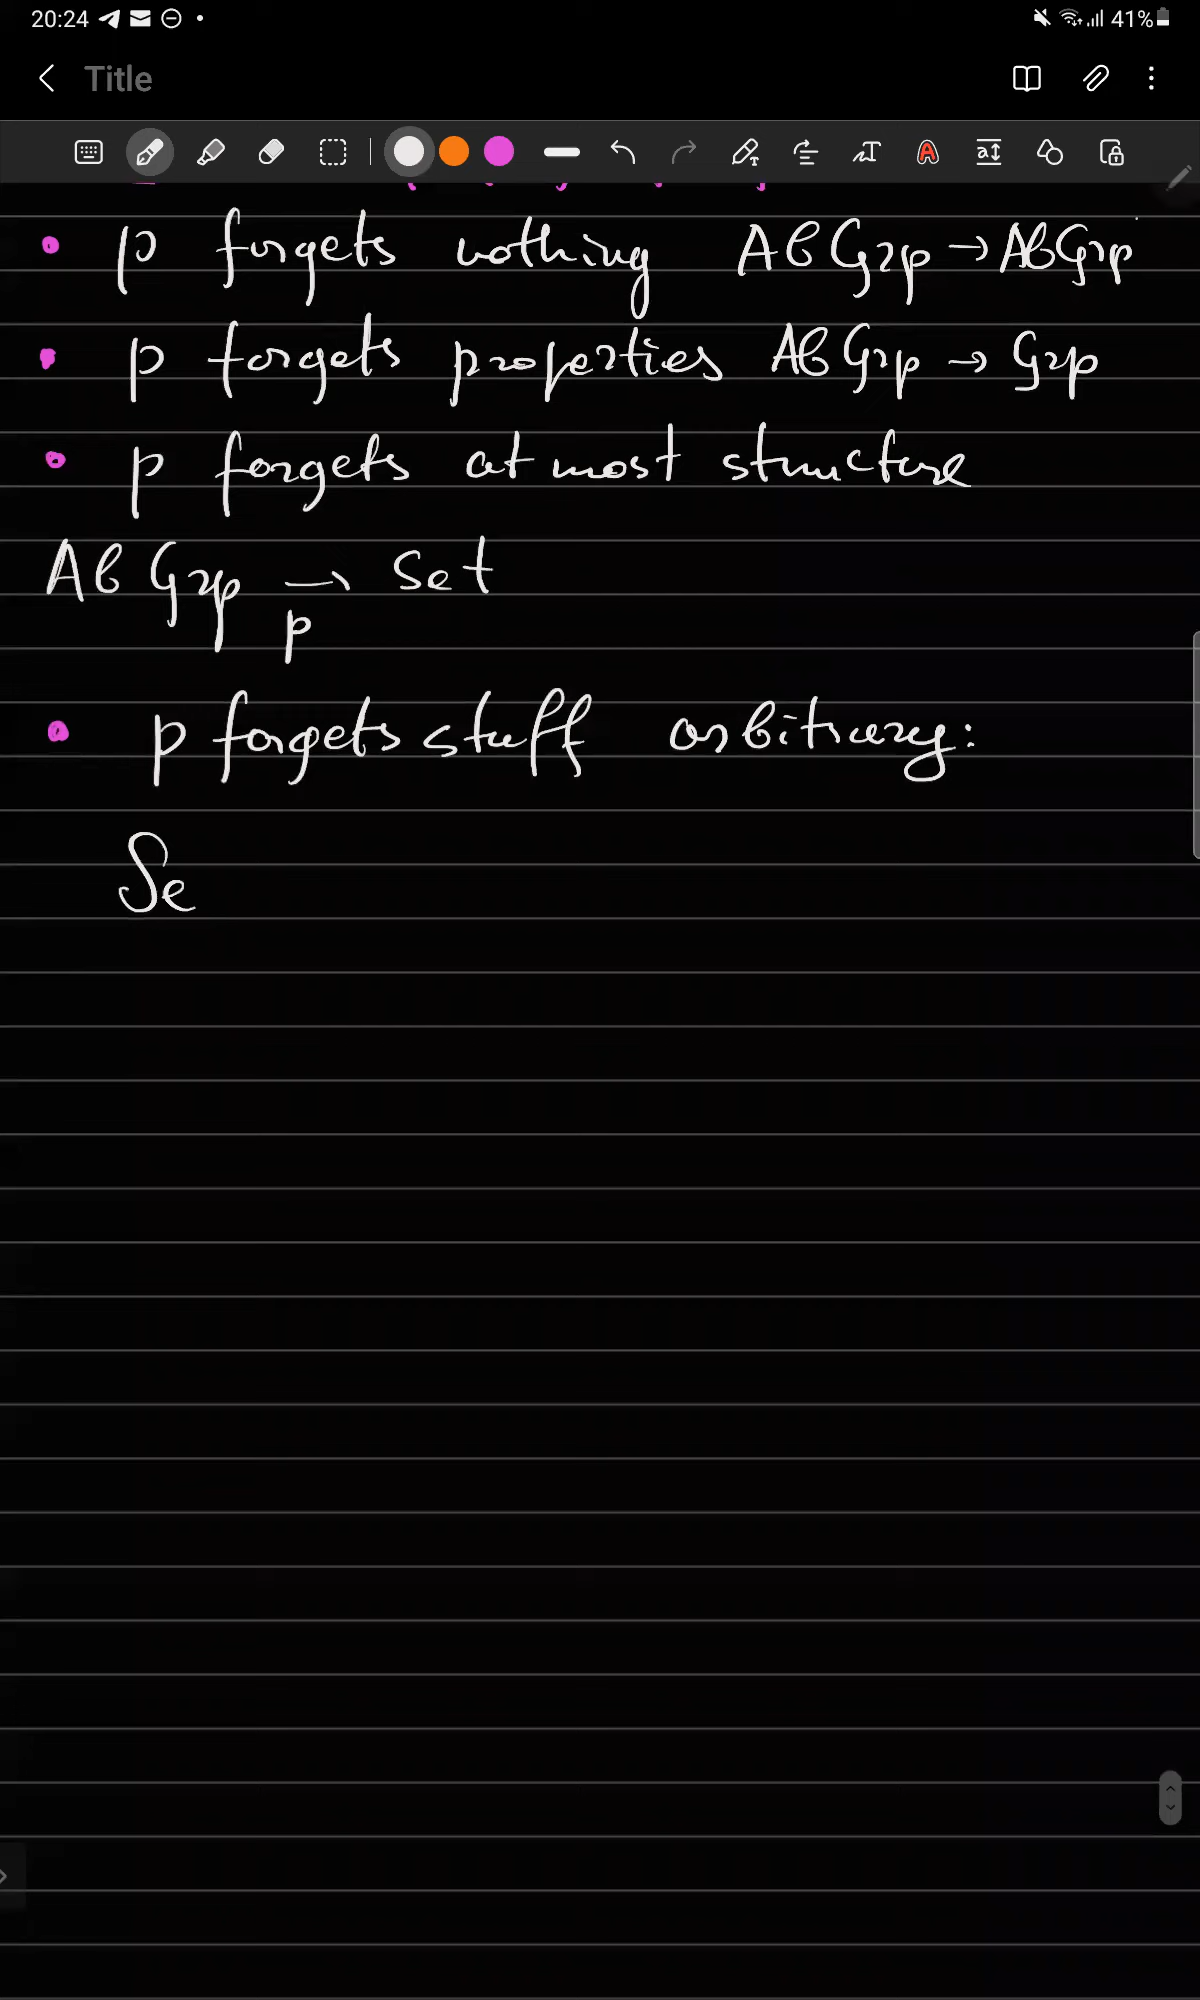 20:24 41%
Title
p forgets nothing AbGrp → AbGrp
p forgets properties AbGrp → Grp
p forgets at most structure
AbGrp → Set
p
p forgets stuff arbitrary:
Se